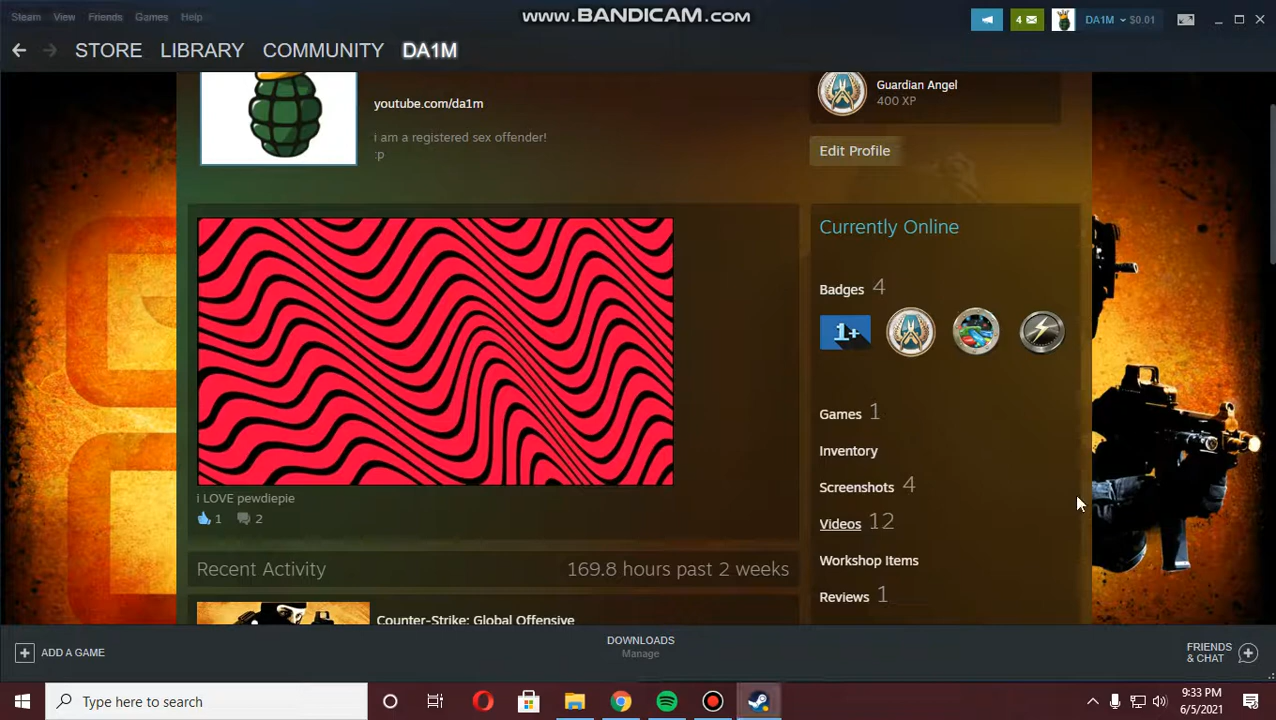 Steam View Friends Games Help
www.BANDICAM.com
4
DA1M $0.01
STORE LIBRARY COMMUNITY DA1M
youtube.com/da1m
i am a registered sex offender!
:p
Guardian Angel
400 XP
Edit Profile
Currently Online
Badges 4
1+
Games 1
Inventory
Screenshots 4
Videos 12
Workshop Items
Reviews 1
i LOVE pewdiepie
1 2
Recent Activity 169.8 hours past 2 weeks
Counter-Strike: Global Offensive
ADD A GAME
DOWNLOADS
Manage
FRIENDS
& CHAT
Type here to search
9:33 PM
6/5/2021